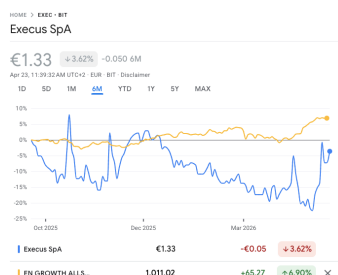 HOME > EXEC • BIT
Execus SpA
€1.33 ↓3.62% -0.050 6M
Apr 23, 11:39:32 AM UTC+2 · EUR · BIT · Disclaimer
1D 5D 1M 6M YTD 1Y 5Y MAX
10%
5%
0%
-5%
-10%
-15%
-20%
-25%
Oct 2025 Dec 2025 Mar 2026
Execus SpA €1.33 -€0.05 ↓3.62%
EN GROWTH ALL S... 1,011.02 +65.27 ↑6.90%